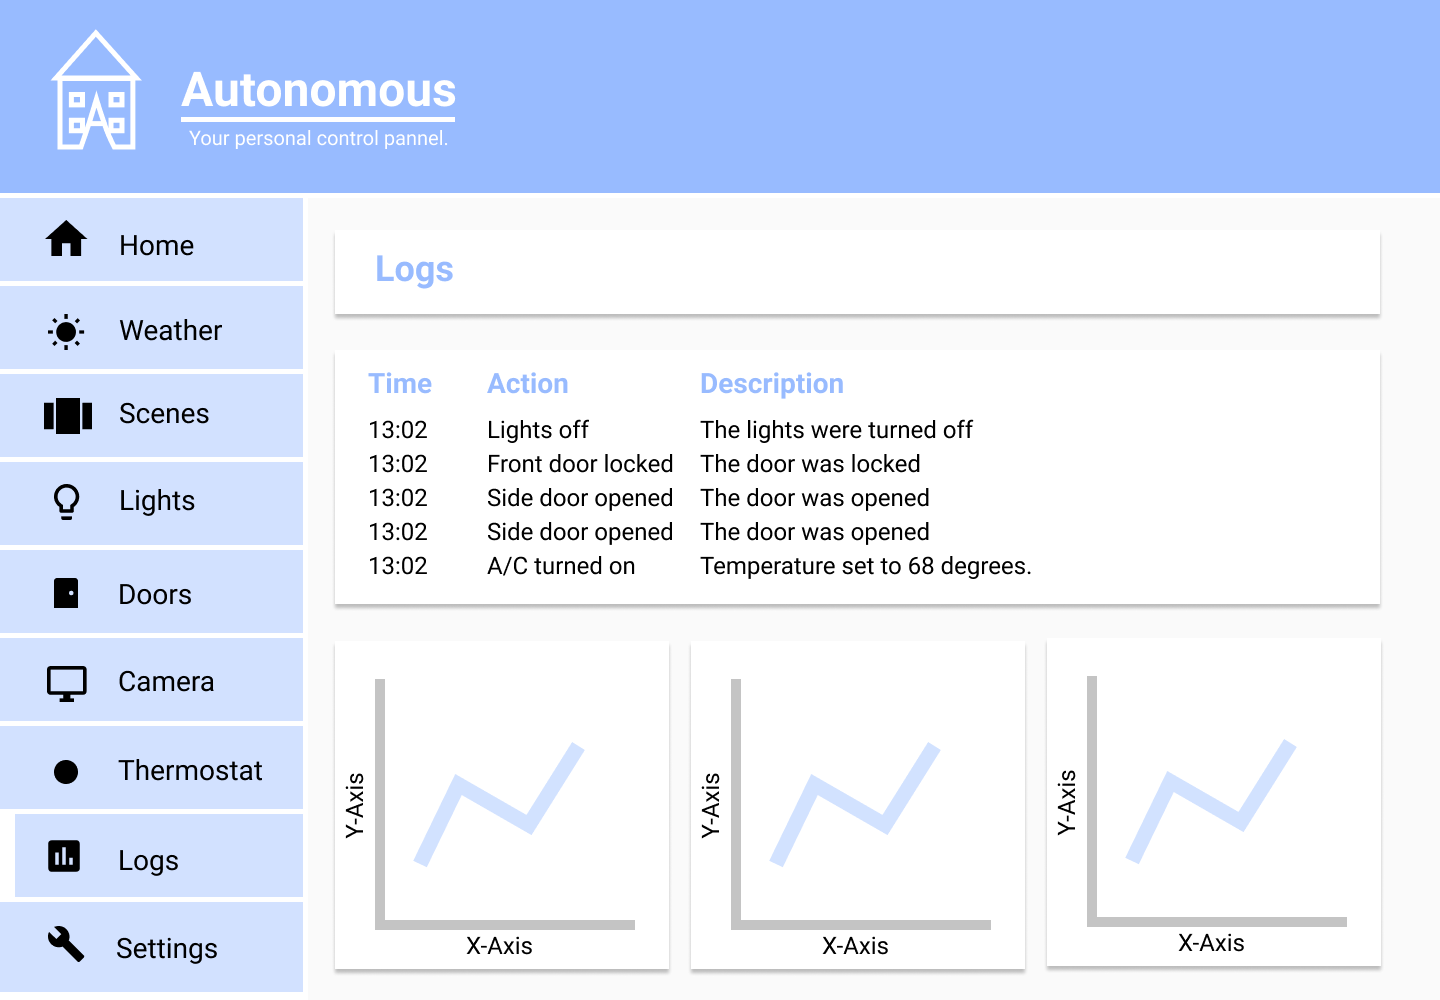 Autonomous
Your personal control pannel.
Home
Weather
Scenes
Lights
Doors
Camera
Thermostat
Logs
Settings
Logs
Time Action Description
13:02 Lights off The lights were turned off
13:02 Front door locked The door was locked
13:02 Side door opened The door was opened
13:02 Side door opened The door was opened
13:02 A/C turned on Temperature set to 68 degrees.
Y-Axis
X-Axis
Y-Axis
X-Axis
Y-Axis
X-Axis